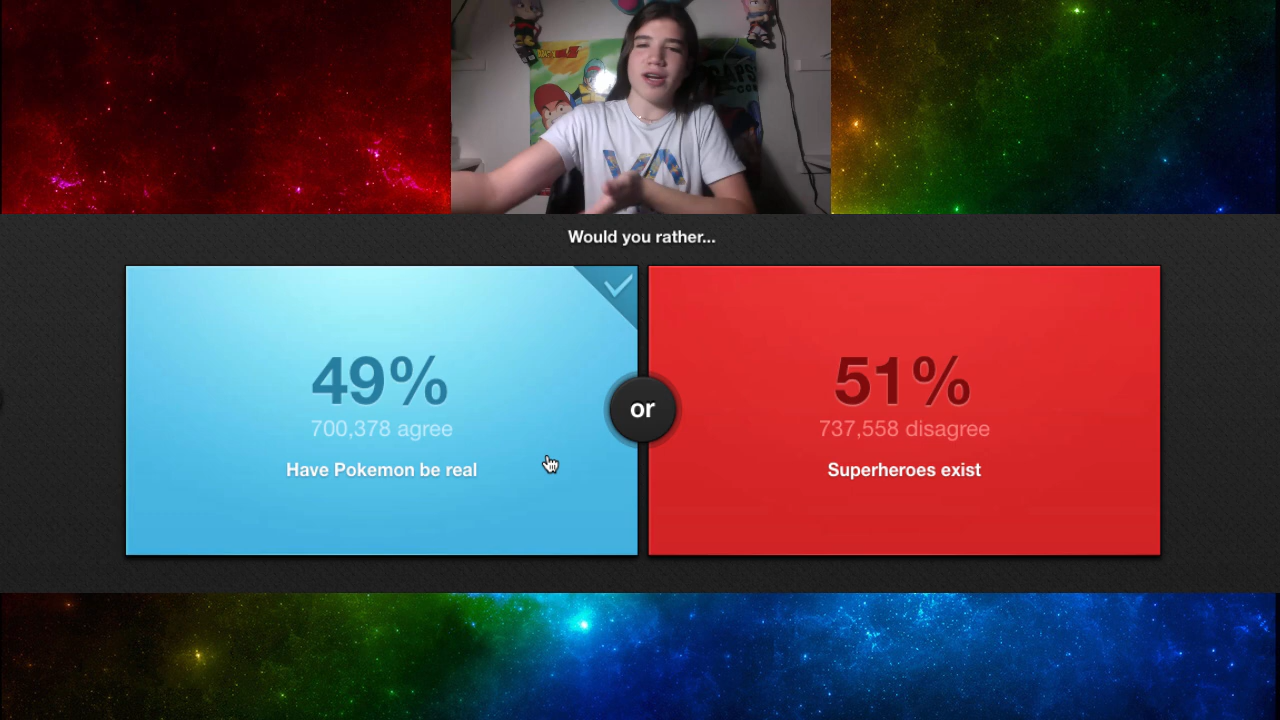 Would you rather...
49%
700,378 agree
Have Pokemon be real
or
51%
737,558 disagree
Superheroes exist